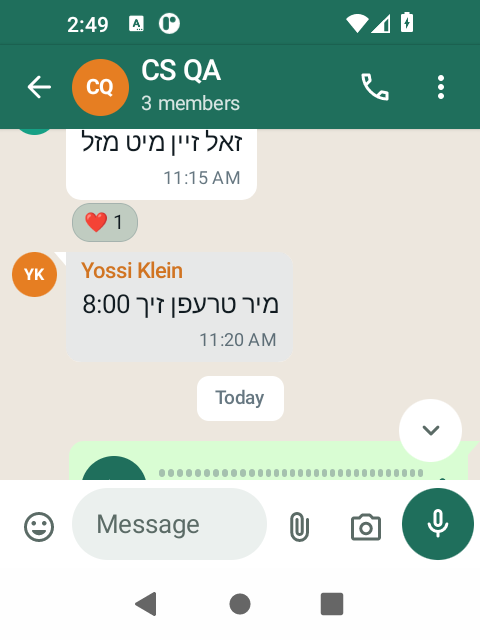 2:49
CQ
CS QA
3 members
זאל זיין מיט מזל
11:15 AM
❤️ 1
YK
Yossi Klein
מיר טרעפן זיך 8:00
11:20 AM
Today
Message